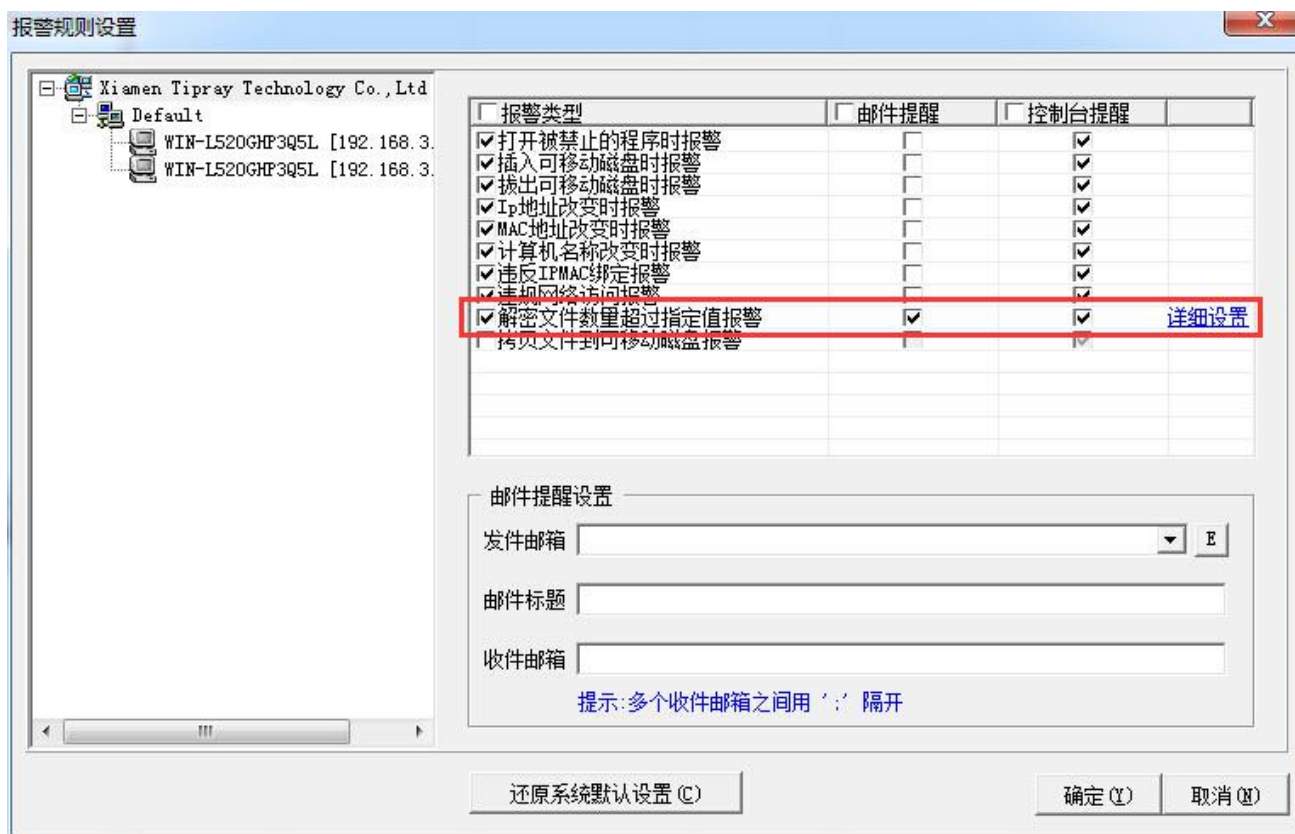 报警规则设置
Xiamen Tipray Technology Co.,Ltd
Default
WIN-L520GHP3Q5L [192.168.3.
WIN-L520GHP3Q5L [192.168.3.
报警类型 邮件提醒 控制台提醒
打开被禁止的程序时报警
插入可移动磁盘时报警
拔出可移动磁盘时报警
Ip地址改变时报警
MAC地址改变时报警
计算机名称改变时报警
违反IPMAC绑定报警
违规网络访问报警
解密文件数量超过指定值报警 详细设置
拷贝文件到可移动磁盘报警
邮件提醒设置
发件邮箱 E
邮件标题
收件邮箱
提示:多个收件邮箱之间用 ';' 隔开
还原系统默认设置(C) 确定(Y) 取消(N)